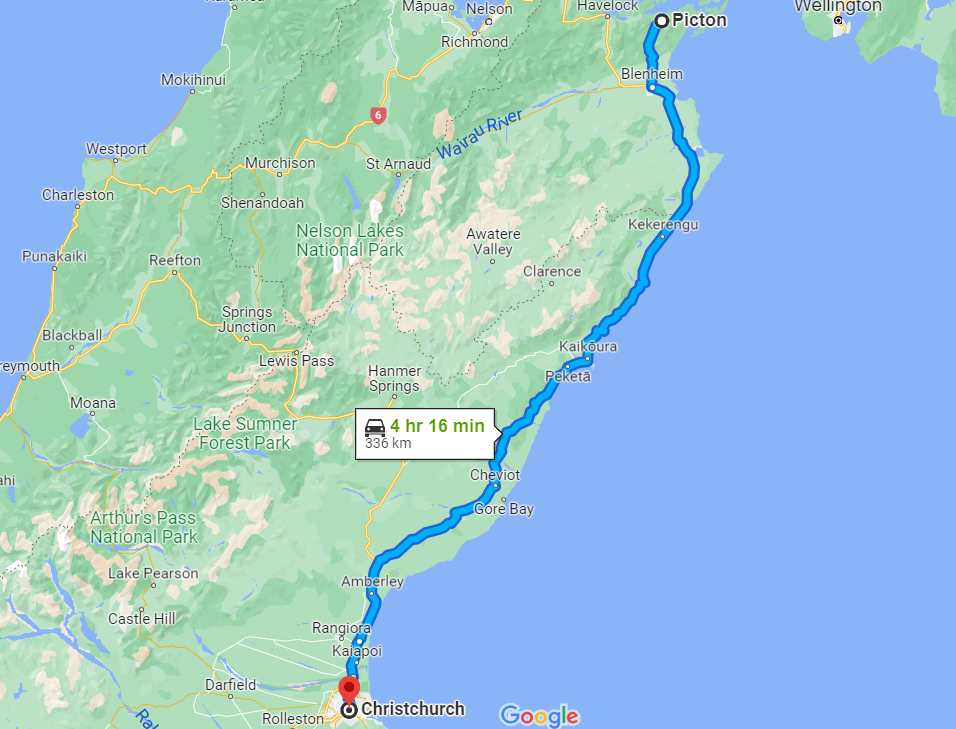 Māpua
Nelson
Havelock
Wellington
Picton
Richmond
Mokihinui
Blenheim
6
Wairau River
Westport
Murchison
St Arnaud
Charleston
Shenandoah
Kekerengu
Nelson Lakes
National Park
Awatere
Valley
Punakaiki
Reefton
Clarence
Springs
Junction
Blackball
Kaikōura
Lewis Pass
reymouth
Hanmer
Springs
Peketā
Moana
Lake Sumner
Forest Park
4 hr 16 min
336 km
Cheviot
ahi
Gore Bay
Arthur's Pass
National Park
Lake Pearson
Amberley
Castle Hill
Rangiora
Kaiapoi
Darfield
Christchurch
Rolleston
Ral
Google